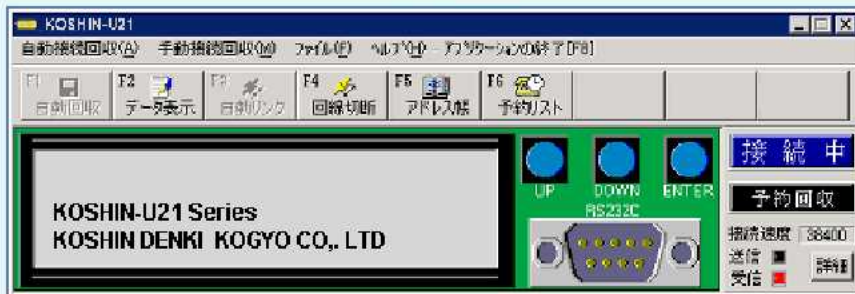 KOSHIN-U21
自動接続回収(A) 手動接続回収(M) ファイル(F) ヘルプ(H) アプリケーションの終了[F8]
F1 F2 F3 F4 F5 F6
自動回収 データ表示 自動リンク 回線切断 アドレス帳 予約リスト
接続中
UP DOWN ENTER
RS232C
予約回収
KOSHIN-U21 Series
KOSHIN DENKI KOGYO CO,. LTD
接続速度 38400
送信
詳細
受信